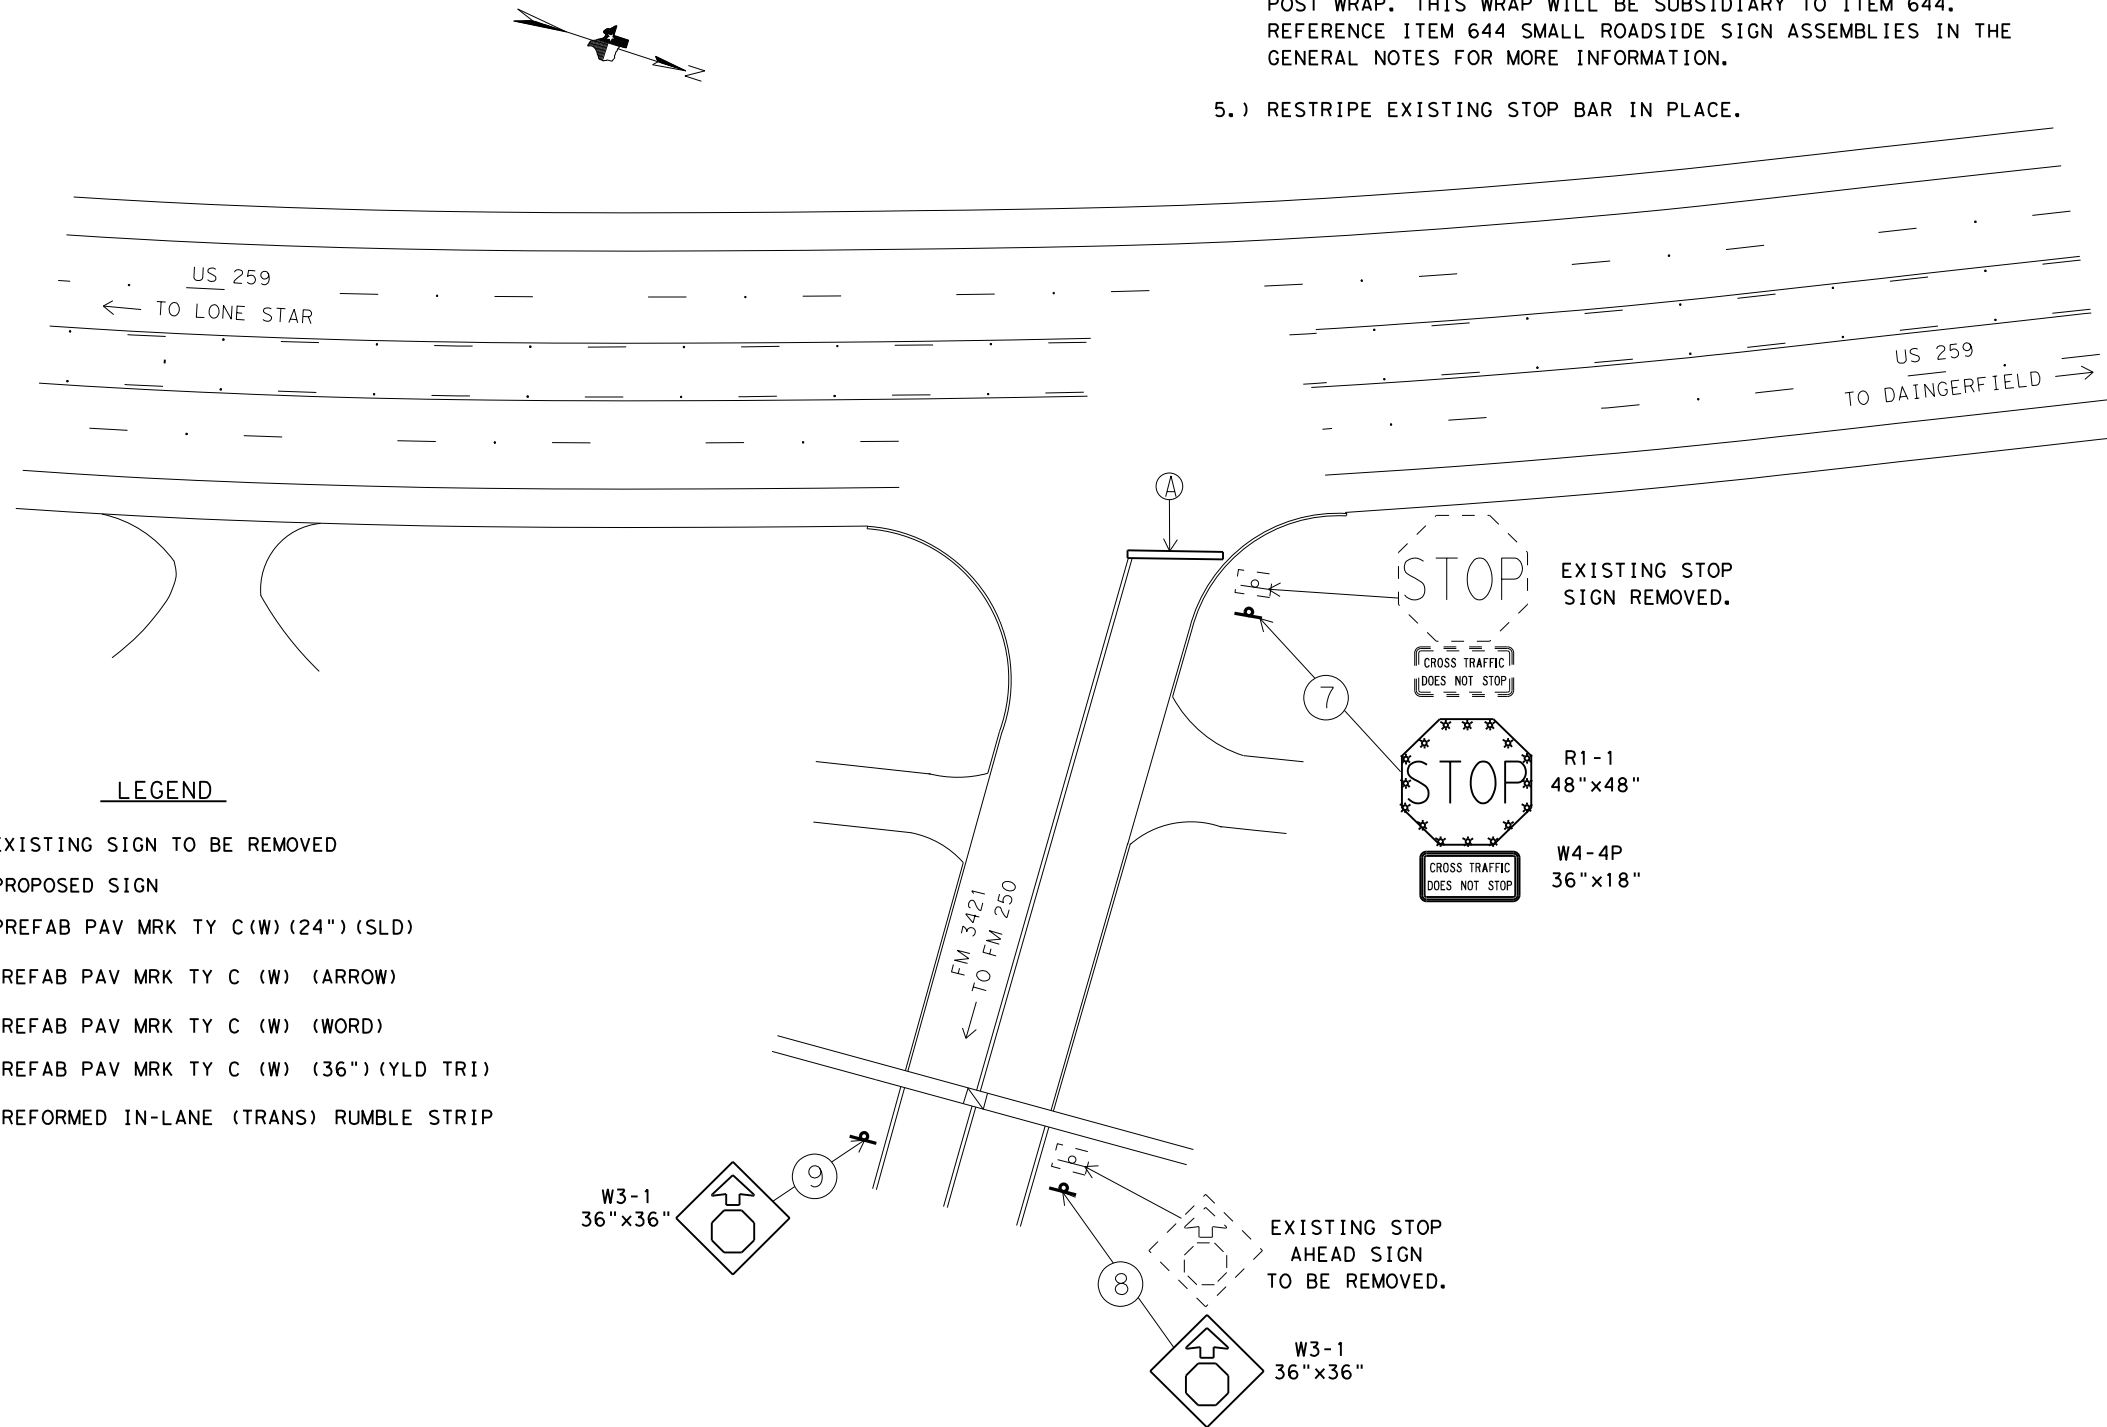 POST WRAP. THIS WRAP WILL BE SUBSIDIARY TO ITEM 644.
REFERENCE ITEM 644 SMALL ROADSIDE SIGN ASSEMBLIES IN THE
GENERAL NOTES FOR MORE INFORMATION.
5.) RESTRIPE EXISTING STOP BAR IN PLACE.
N
US 259
← TO LONE STAR
US 259
TO DAINGERFIELD →
A
STOP
EXISTING STOP
SIGN REMOVED.
CROSS TRAFFIC
DOES NOT STOP
7
STOP
R1-1
48"x48"
CROSS TRAFFIC
DOES NOT STOP
W4-4P
36"x18"
LEGEND
EXISTING SIGN TO BE REMOVED
PROPOSED SIGN
PREFAB PAV MRK TY C(W)(24")(SLD)
REFAB PAV MRK TY C (W) (ARROW)
REFAB PAV MRK TY C (W) (WORD)
REFAB PAV MRK TY C (W) (36")(YLD TRI)
REFORMED IN-LANE (TRANS) RUMBLE STRIP
FM 3421
← TO FM 250
9
W3-1
36"x36"
EXISTING STOP
AHEAD SIGN
TO BE REMOVED.
8
W3-1
36"x36"